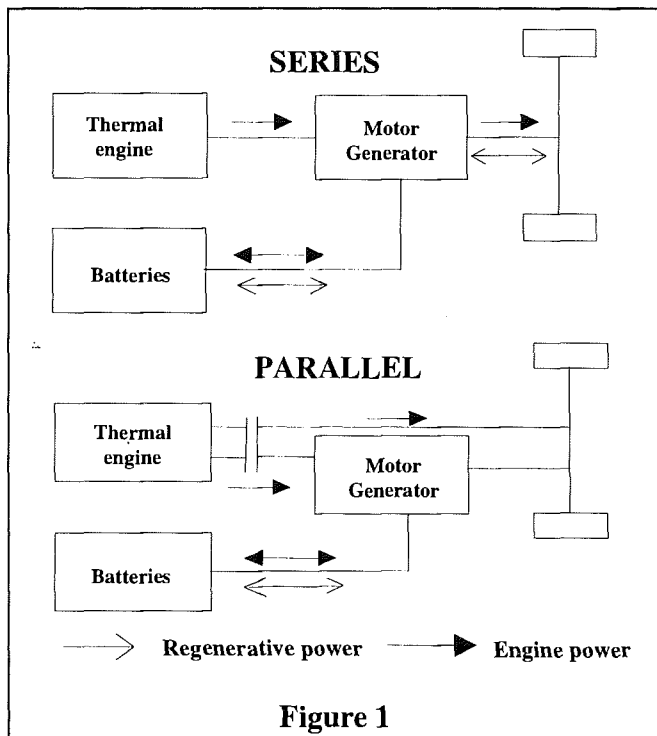 SERIES
Thermal
engine
Motor
Generator
Batteries
PARALLEL
Thermal
engine
Motor
Generator
Batteries
Regenerative power
Engine power
Figure 1